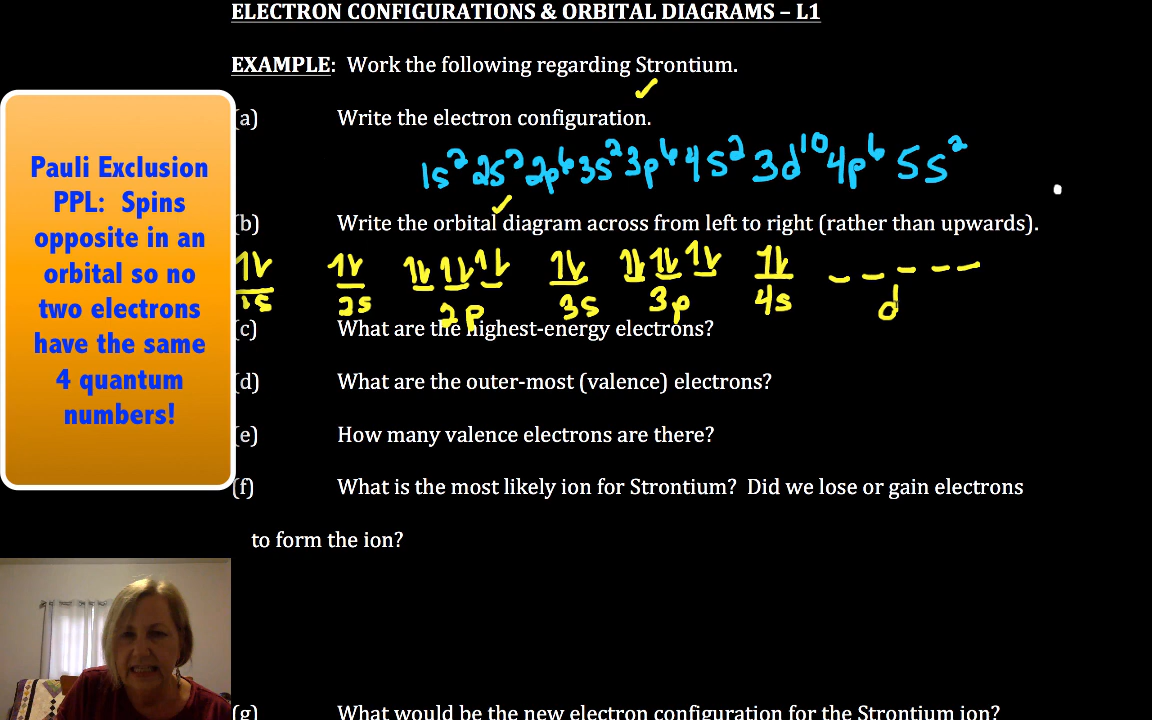 ELECTRON CONFIGURATIONS & ORBITAL DIAGRAMS – L1
EXAMPLE: Work the following regarding Strontium.
Pauli Exclusion
PPL: Spins
opposite in an
orbital so no
two electrons
have the same
4 quantum
numbers!
(a) Write the electron configuration.
1s² 2s² 2p⁶ 3s² 3p⁶ 4s² 3d¹⁰ 4p⁶ 5s²
(b) Write the orbital diagram across from left to right (rather than upwards).
1s 2s 2p 3s 3p 4s d
(c) What are the highest-energy electrons?
(d) What are the outer-most (valence) electrons?
(e) How many valence electrons are there?
(f) What is the most likely ion for Strontium? Did we lose or gain electrons
to form the ion?
(g) What would be the new electron configuration for the Strontium ion?